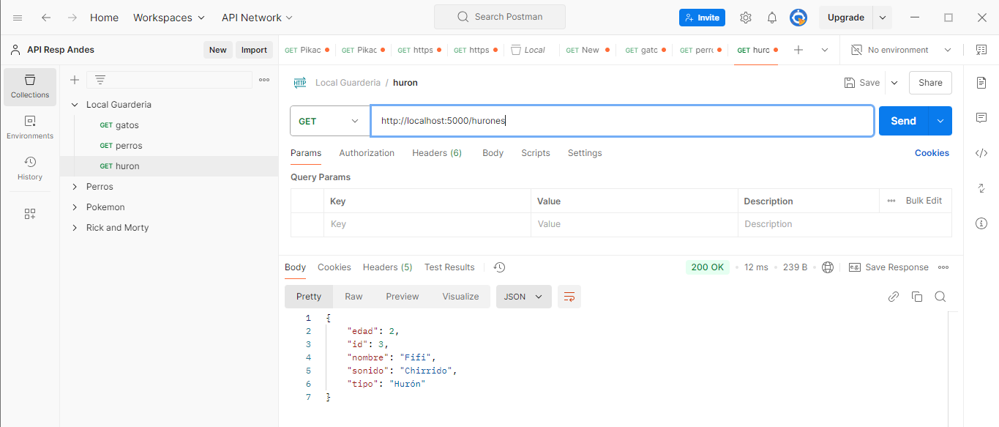 Home Workspaces API Network Search Postman Invite Upgrade
API Resp Andes New Import
GET Pikac GET Pikac GET https GET https Local GET New GET gato GET perro GET huro No environment
Collections
Environments
History
Local Guarderia
GET gatos
GET perros
GET huron
Perros
Pokemon
Rick and Morty
HTTP Local Guarderia / huron Save Share
GET http://localhost:5000/hurones Send
Params Authorization Headers (6) Body Scripts Settings Cookies
Query Params
Key Value Description Bulk Edit
Key Value Description
Body Cookies Headers (5) Test Results 200 OK 12 ms 239 B e.g. Save Response
Pretty Raw Preview Visualize JSON
1 {
2 "edad": 2,
3 "id": 3,
4 "nombre": "Fifi",
5 "sonido": "Chirrido",
6 "tipo": "Hurón"
7 }